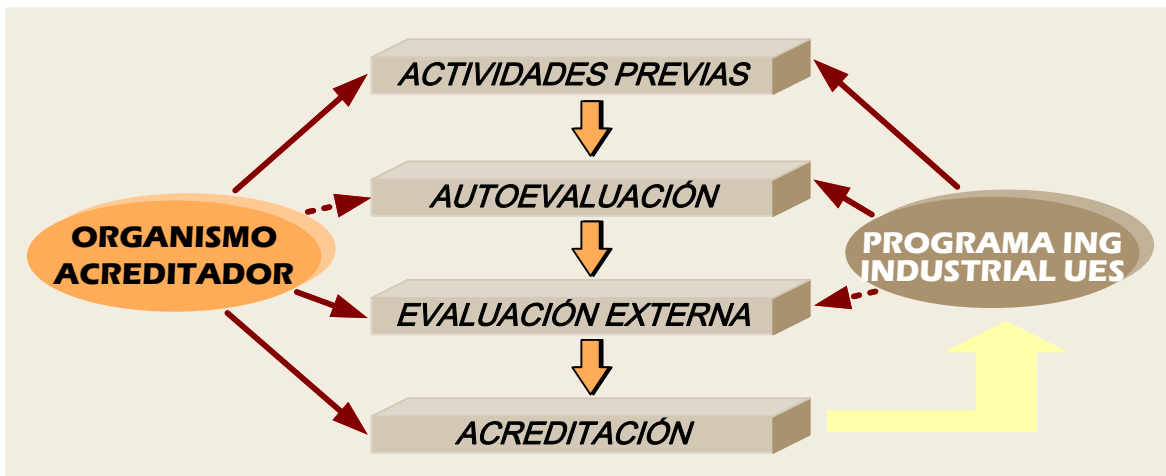 ACTIVIDADES PREVIAS
AUTOEVALUACIÓN
ORGANISMO
ACREDITADOR
PROGRAMA ING
INDUSTRIAL UES
EVALUACIÓN EXTERNA
ACREDITACIÓN